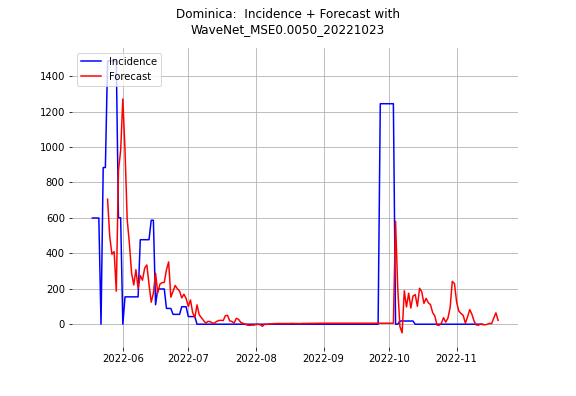 Dominica:  Incidence + Forecast with
WaveNet_MSE0.0050_20221023
Incidence
Forecast
1400
1200
1000
800
600
400
200
0
2022-06 2022-07 2022-08 2022-09 2022-10 2022-11